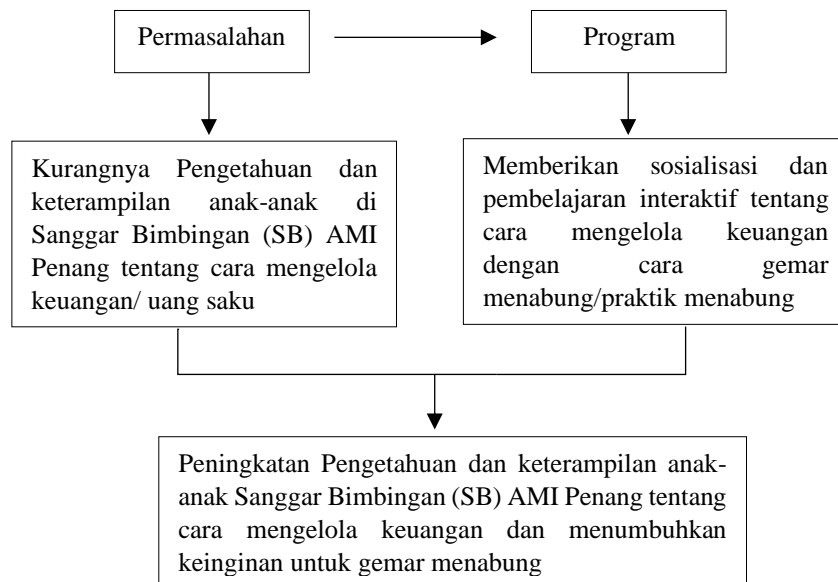 Permasalahan
Program
Kurangnya Pengetahuan dan
keterampilan anak-anak di
Sanggar Bimbingan (SB) AMI
Penang tentang cara mengelola
keuangan/ uang saku
Memberikan sosialisasi dan
pembelajaran interaktif tentang
cara mengelola keuangan
dengan cara gemar
menabung/praktik menabung
Peningkatan Pengetahuan dan keterampilan anak-
anak Sanggar Bimbingan (SB) AMI Penang tentang
cara mengelola keuangan dan menumbuhkan
keinginan untuk gemar menabung